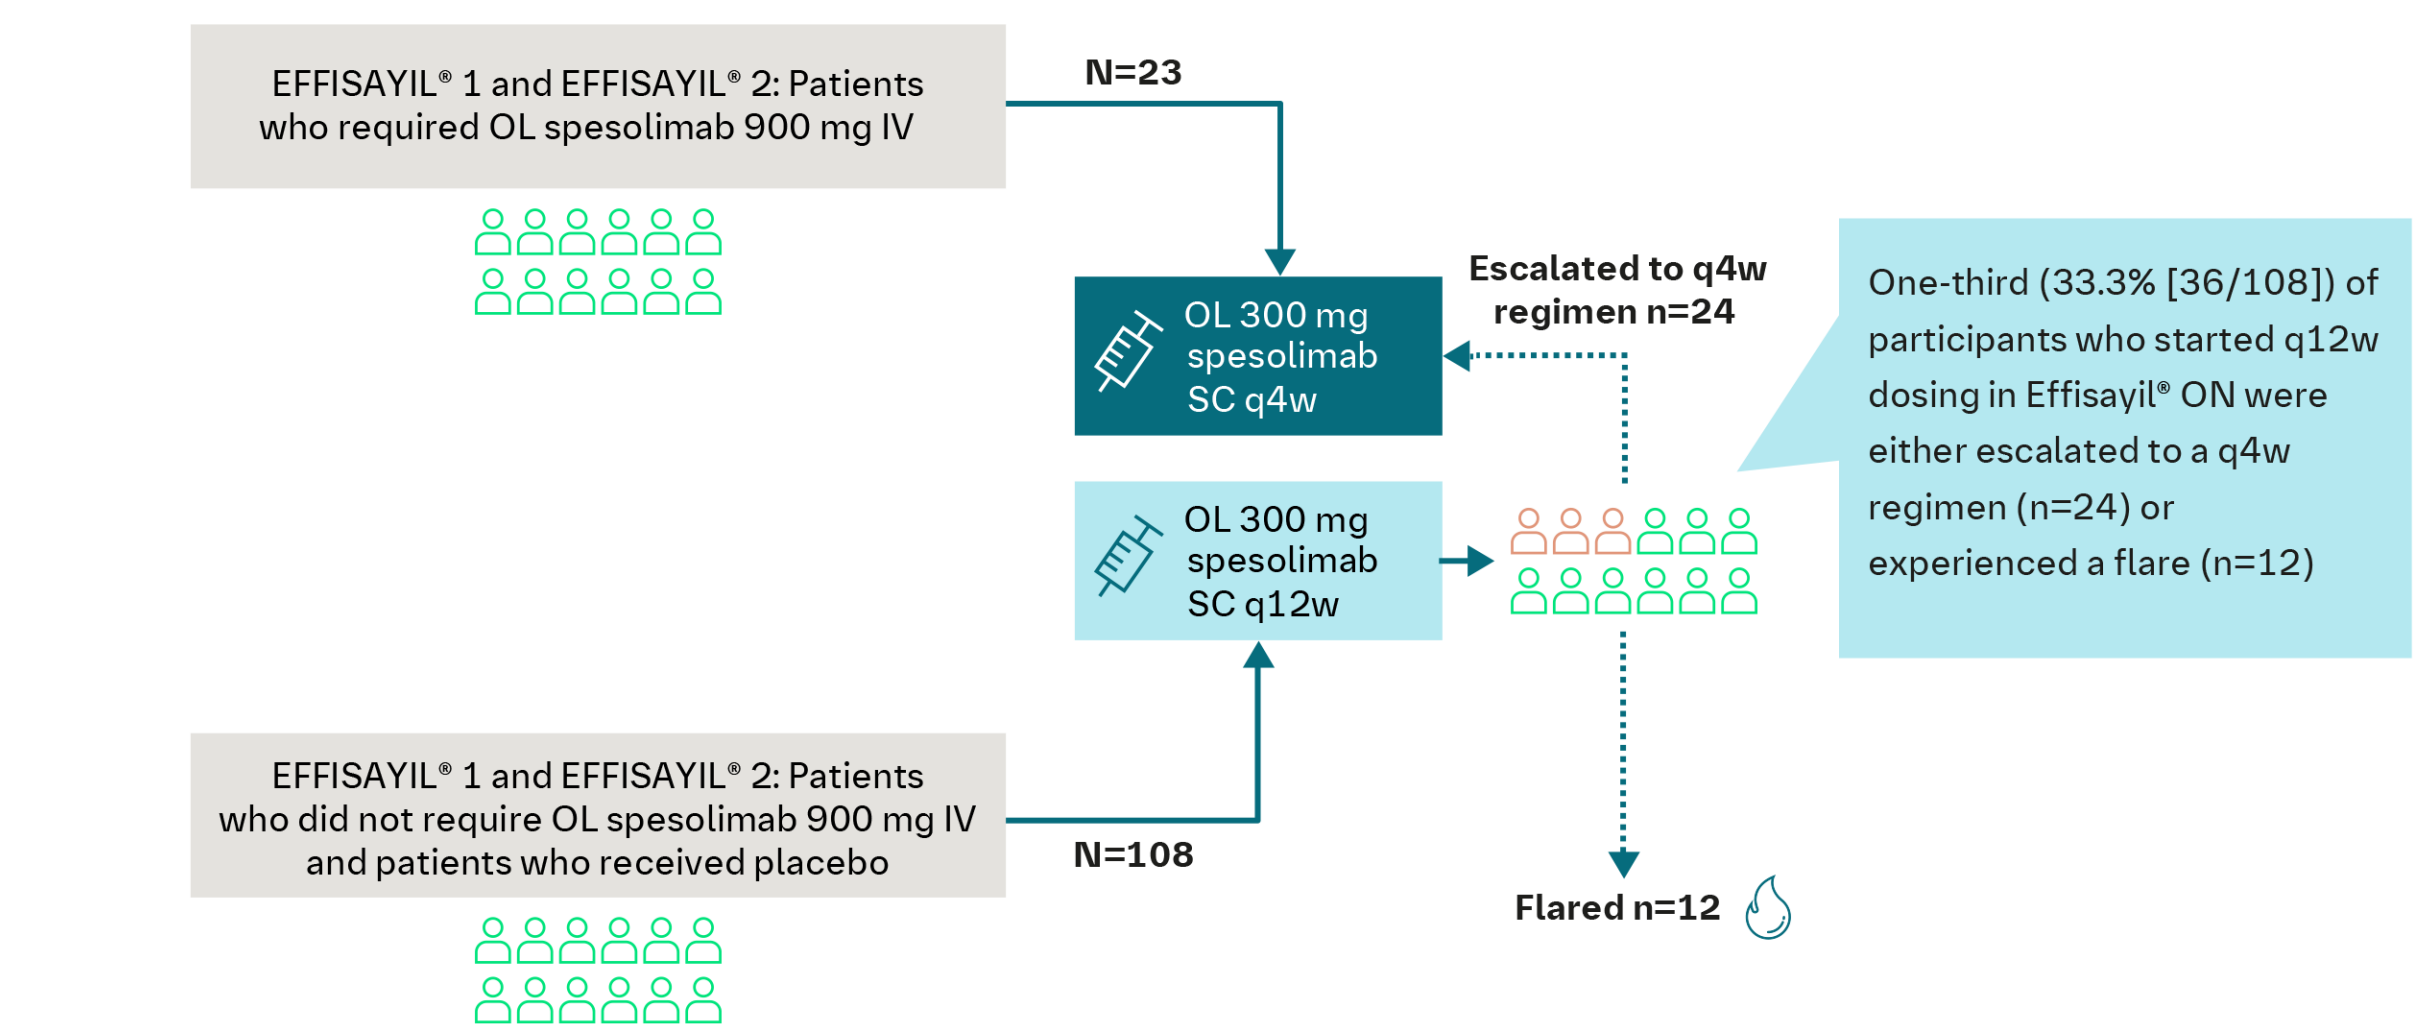 EFFISAYIL® 1 and EFFISAYIL® 2: Patients
who required OL spesolimab 900 mg IV
N=23
OL 300 mg
spesolimab
SC q4w
Escalated to q4w
regimen n=24
One-third (33.3% [36/108]) of
participants who started q12w
dosing in Effisayil® ON were
either escalated to a q4w
regimen (n=24) or
experienced a flare (n=12)
OL 300 mg
spesolimab
SC q12w
EFFISAYIL® 1 and EFFISAYIL® 2: Patients
who did not require OL spesolimab 900 mg IV
and patients who received placebo
N=108
Flared n=12